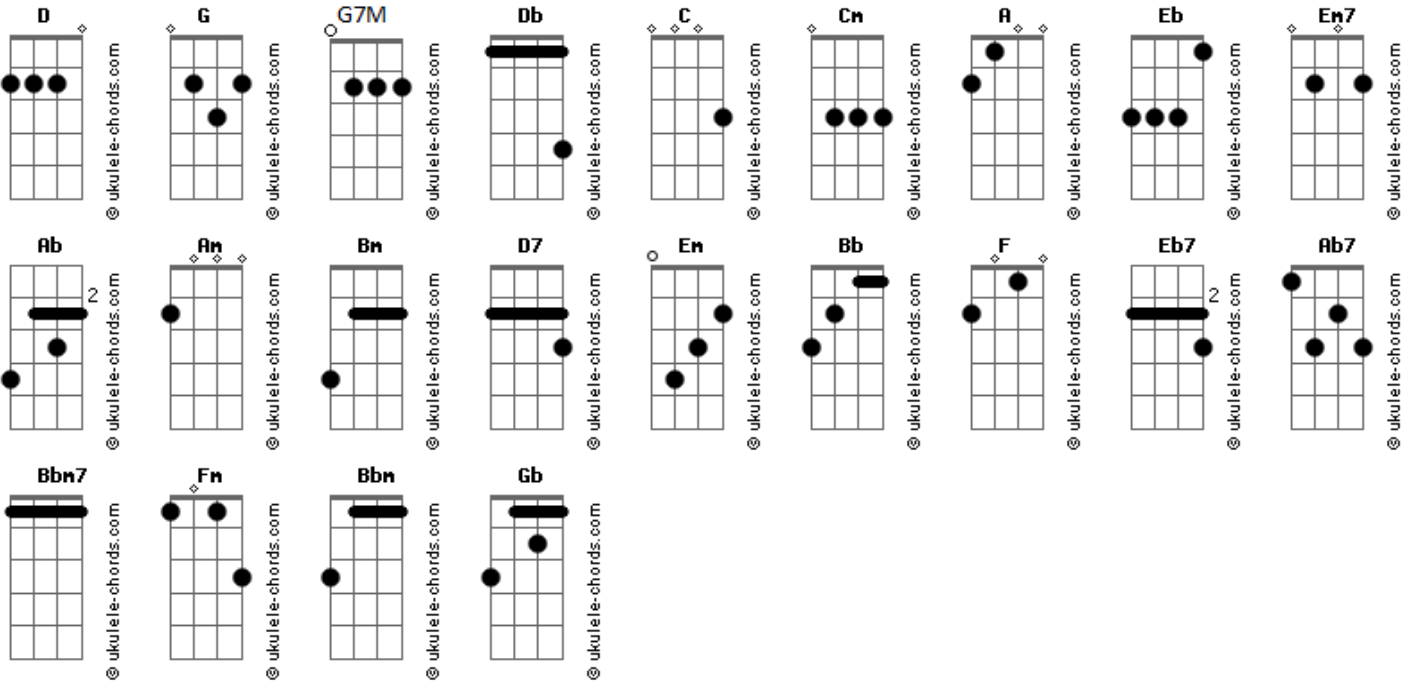 D G G7M Db C Cm A Eb Em7
© ukulele-chords.com © ukulele-chords.com © ukulele-chords.com © ukulele-chords.com © ukulele-chords.com © ukulele-chords.com © ukulele-chords.com © ukulele-chords.com © ukulele-chords.com
Ab Am Bm D7 Em Bb F Eb7 Ab7
2 2
© ukulele-chords.com © ukulele-chords.com © ukulele-chords.com © ukulele-chords.com © ukulele-chords.com © ukulele-chords.com © ukulele-chords.com © ukulele-chords.com © ukulele-chords.com
Bbm7 Fm Bbm Gb
© ukulele-chords.com © ukulele-chords.com © ukulele-chords.com © ukulele-chords.com